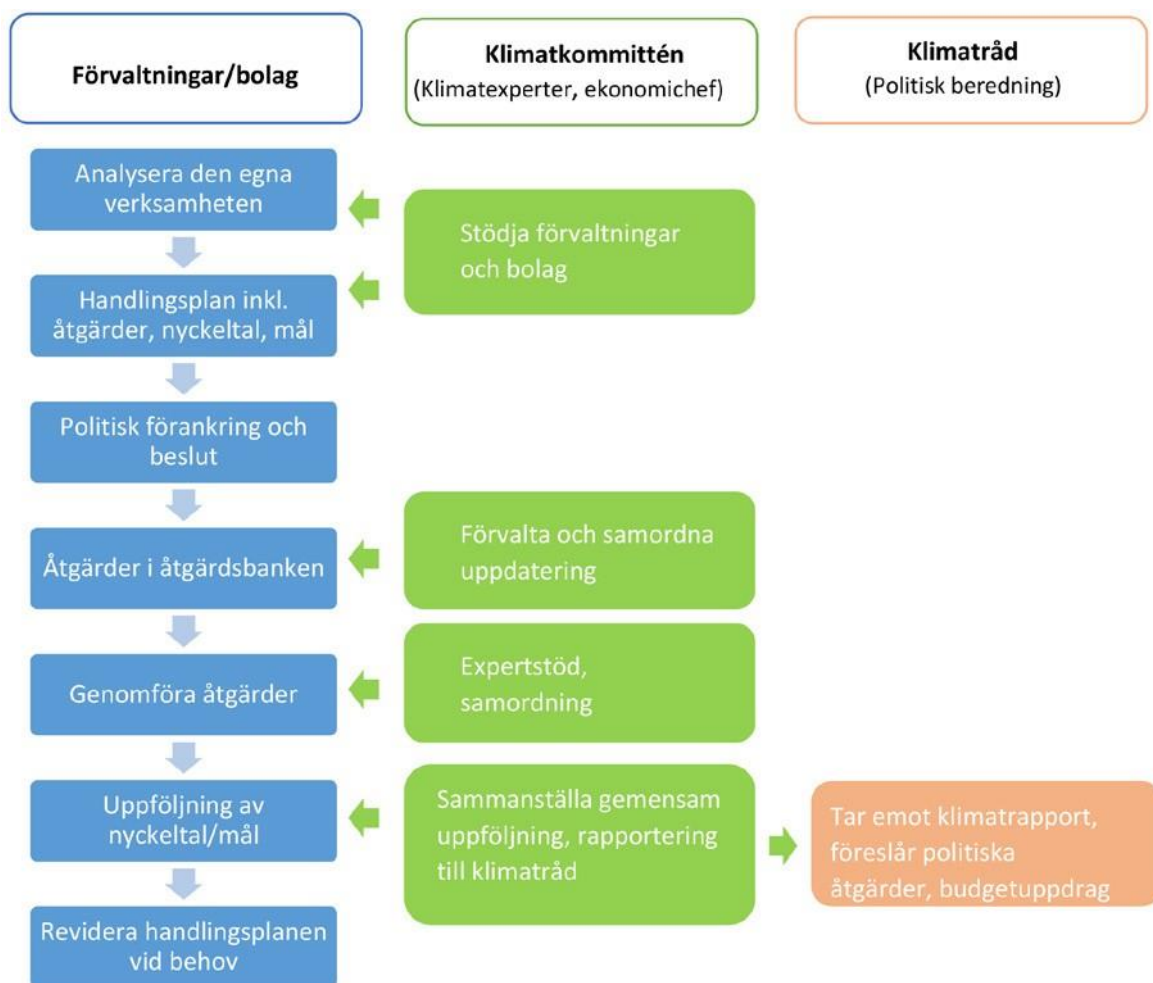 Förvaltningar/bolag
Klimatkommittén
(Klimatexperter, ekonomichef)
Klimatråd
(Politisk beredning)
Analysera den egna
verksamheten
Stödja förvaltningar
och bolag
Handlingsplan inkl.
åtgärder, nyckeltal, mål
Politisk förankring och
beslut
Åtgärder i åtgärdsbanken
Förvalta och samordna
uppdatering
Genomföra åtgärder
Expertstöd,
samordning
Uppföljning av
nyckeltal/mål
Sammanställa gemensam
uppföljning, rapportering
till klimatråd
Tar emot klimatrapport,
föreslår politiska
åtgärder, budgetuppdrag
Revidera handlingsplanen
vid behov